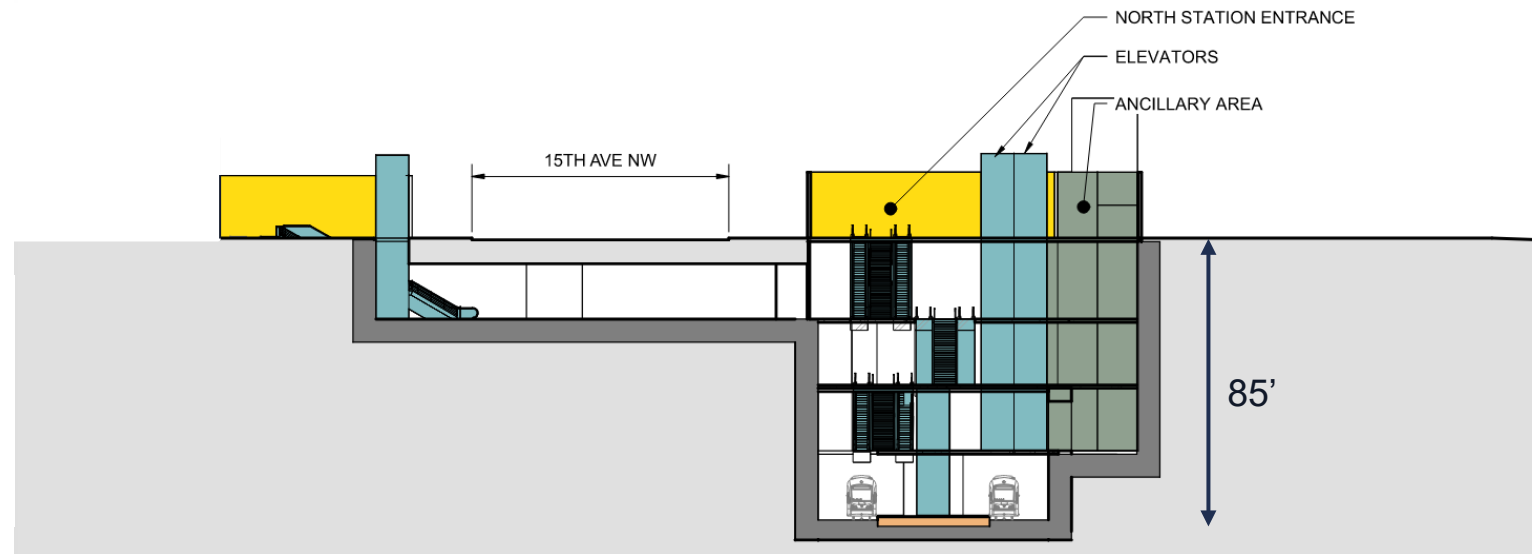 NORTH STATION ENTRANCE
ELEVATORS
ANCILLARY AREA
15TH AVE NW
85’